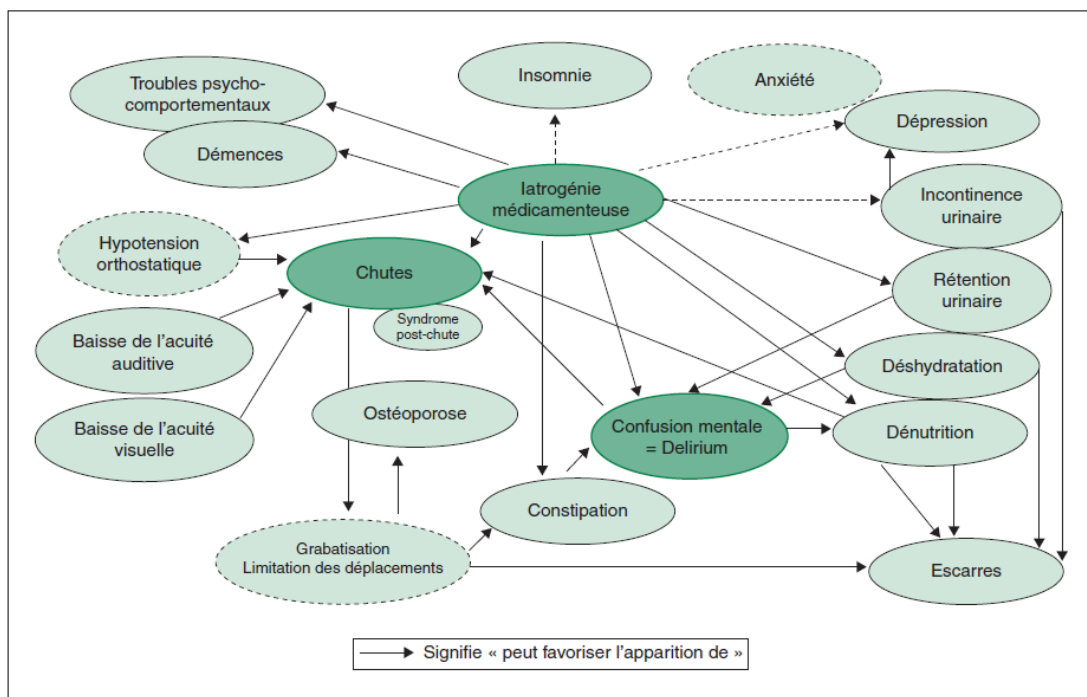 Troubles psycho-
comportementaux
Démences
Insomnie
Anxiété
Dépression
Iatrogénie
médicamenteuse
Incontinence
urinaire
Hypotension
orthostatique
Chutes
Syndrome
post-chute
Rétention
urinaire
Baisse de l'acuité
auditive
Déshydratation
Baisse de l'acuité
visuelle
Ostéoporose
Confusion mentale
= Delirium
Dénutrition
Constipation
Grabatisation
Limitation des déplacements
Escarres
Signifie « peut favoriser l'apparition de »